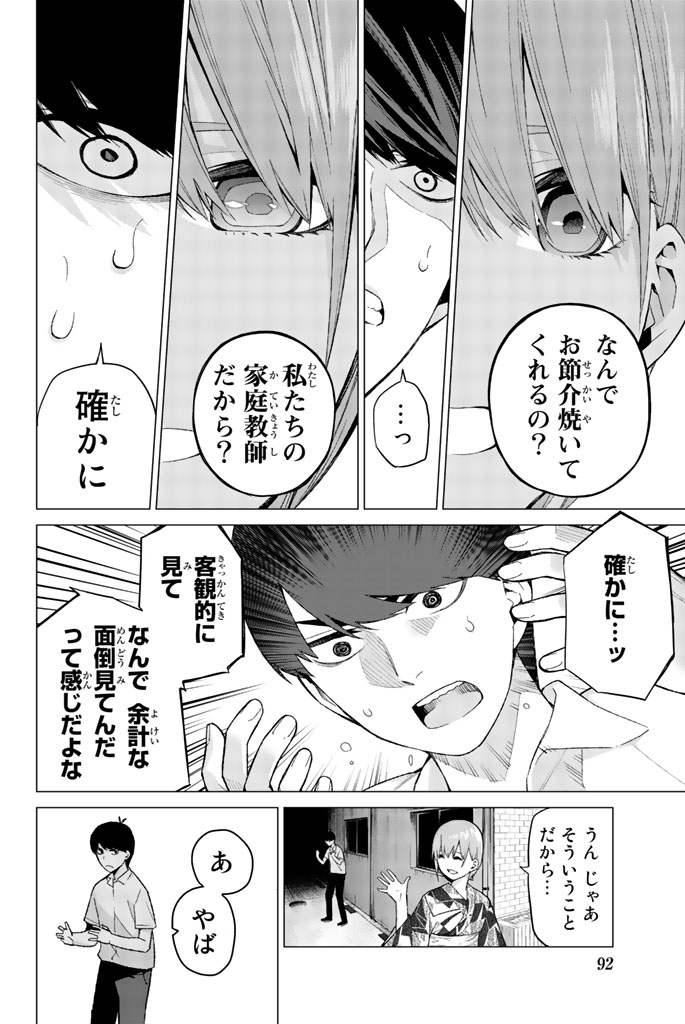 なんで
お節介焼いて
くれるの？
…っ
私たちの
家庭教師
だから？
確かに
確かに…ッ
客観的に
見て
なんで 余計な
面倒見てんだ
って感じだよな
うん じゃあ
そういうこと
だから…
あ
やば
92